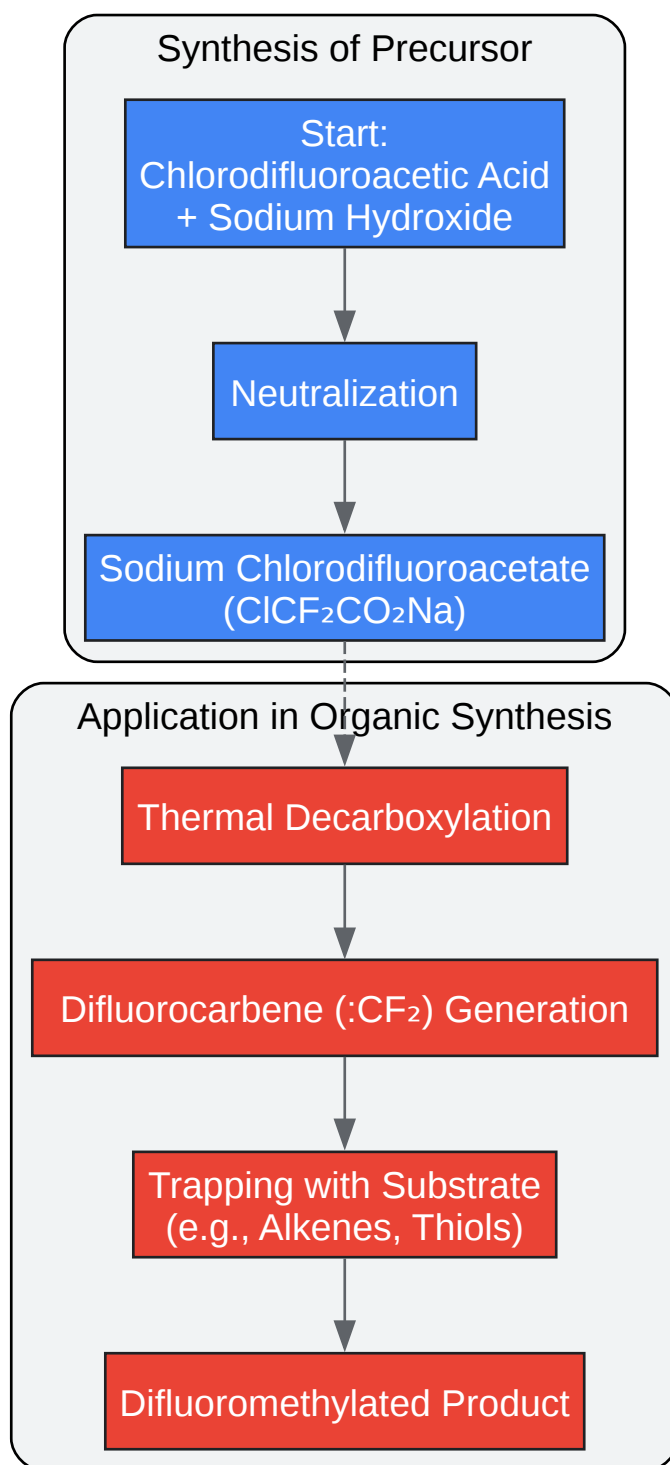 Synthesis of Precursor
Start:
Chlorodifluoroacetic Acid
+ Sodium Hydroxide
Neutralization
Sodium Chlorodifluoroacetate
(ClCF₂CO₂Na)
Application in Organic Synthesis
Thermal Decarboxylation
Difluorocarbene (:CF₂) Generation
Trapping with Substrate
(e.g., Alkenes, Thiols)
Difluoromethylated Product